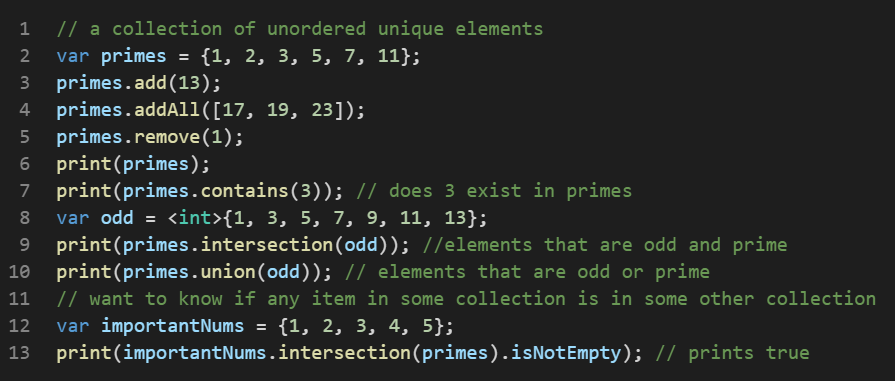 1 // a collection of unordered unique elements
2 var primes = {1, 2, 3, 5, 7, 11};
3 primes.add(13);
4 primes.addAll([17, 19, 23]);
5 primes.remove(1);
6 print(primes);
7 print(primes.contains(3)); // does 3 exist in primes
8 var odd = <int>{1, 3, 5, 7, 9, 11, 13};
9 print(primes.intersection(odd)); //elements that are odd and prime
10 print(primes.union(odd)); // elements that are odd or prime
11 // want to know if any item in some collection is in some other collection
12 var importantNums = {1, 2, 3, 4, 5};
13 print(importantNums.intersection(primes).isNotEmpty); // prints true